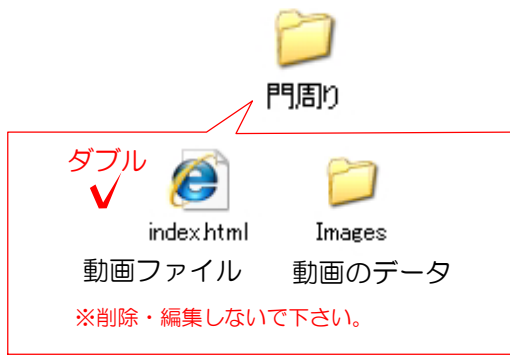 門周り
ダブル
index.html Images
動画ファイル 動画のデータ
※削除・編集しないで下さい。